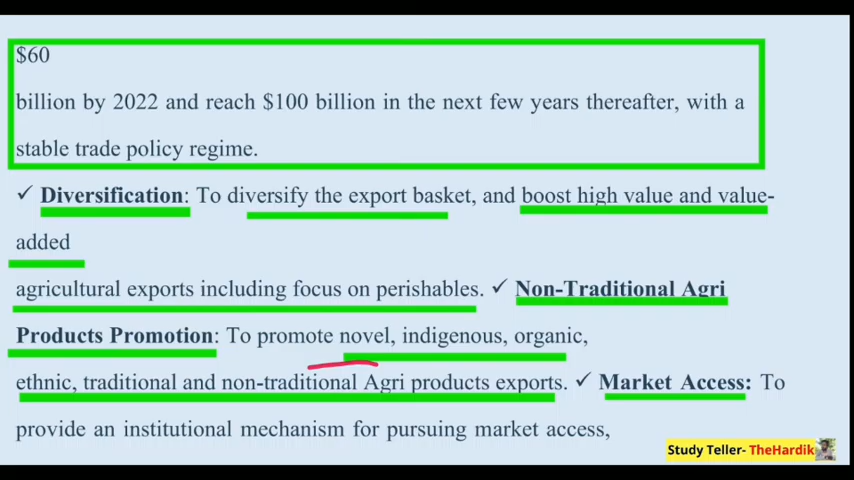 $60
billion by 2022 and reach $100 billion in the next few years thereafter, with a
stable trade policy regime.
✓ Diversification: To diversify the export basket, and boost high value and value-
added
agricultural exports including focus on perishables. ✓ Non-Traditional Agri
Products Promotion: To promote novel, indigenous, organic,
ethnic, traditional and non-traditional Agri products exports. ✓ Market Access: To
provide an institutional mechanism for pursuing market access,
Study Teller- TheHardik